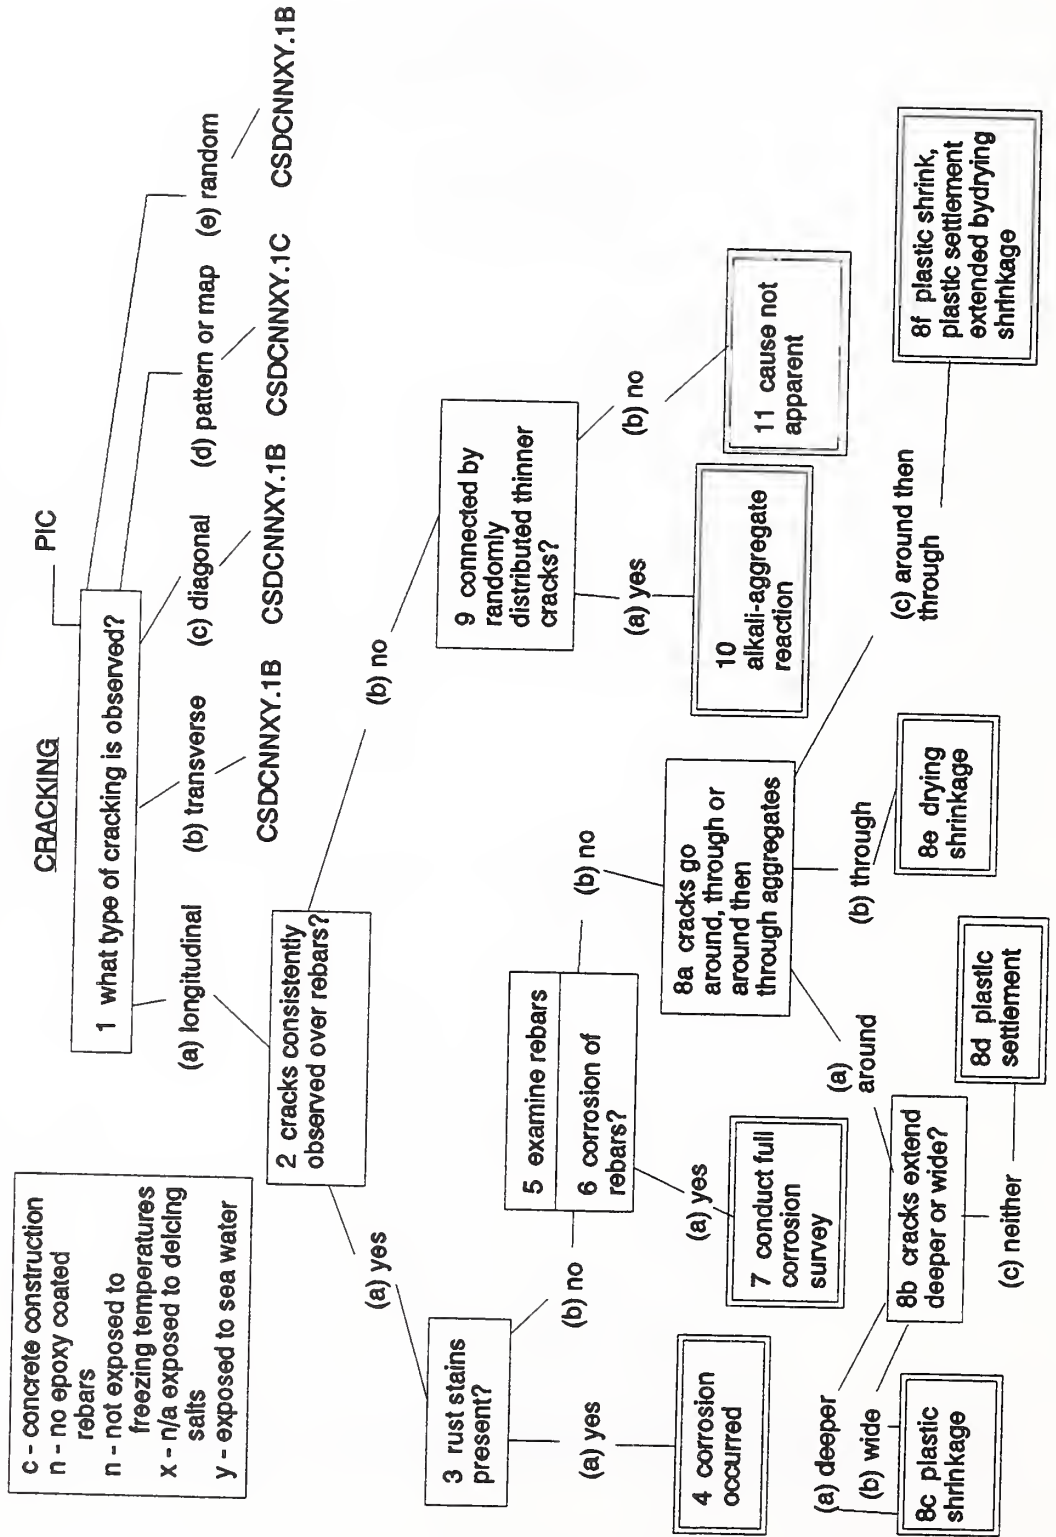 c - concrete construction
n - no epoxy coated
rebars
n - not exposed to
freezing temperatures
x - n/a exposed to deicing
salts
y - exposed to sea water
CRACKING
PIC
1 what type of cracking is observed?
(a) longitudinal
(b) transverse
(c) diagonal
(d) pattern or map
(e) random
CSDCNNXY.1B
CSDCNNXY.1B
CSDCNNXY.1C
CSDCNNXY.1B
2 cracks consistently
observed over rebars?
(a) yes
(b) no
3 rust stains
present?
(a) yes
(b) no
4 corrosion
occurred
5 examine rebars
6 corrosion of
rebars?
(a) yes
(b) no
7 conduct full
corrosion
survey
8a cracks go
around, through or
around then
through aggregates
(a)
around
(b) through
(c) around then
through
8b cracks extend
deeper or wide?
(a) deeper
(b) wide
(c) neither
8c plastic
shrinkage
8d plastic
settlement
8e drying
shrinkage
8f plastic shrink,
plastic settlement
extended bydrying
shrinkage
9 connected by
randomly
distributed thinner
cracks?
(a) yes
(b) no
10
alkali-aggregate
reaction
11 cause not
apparent